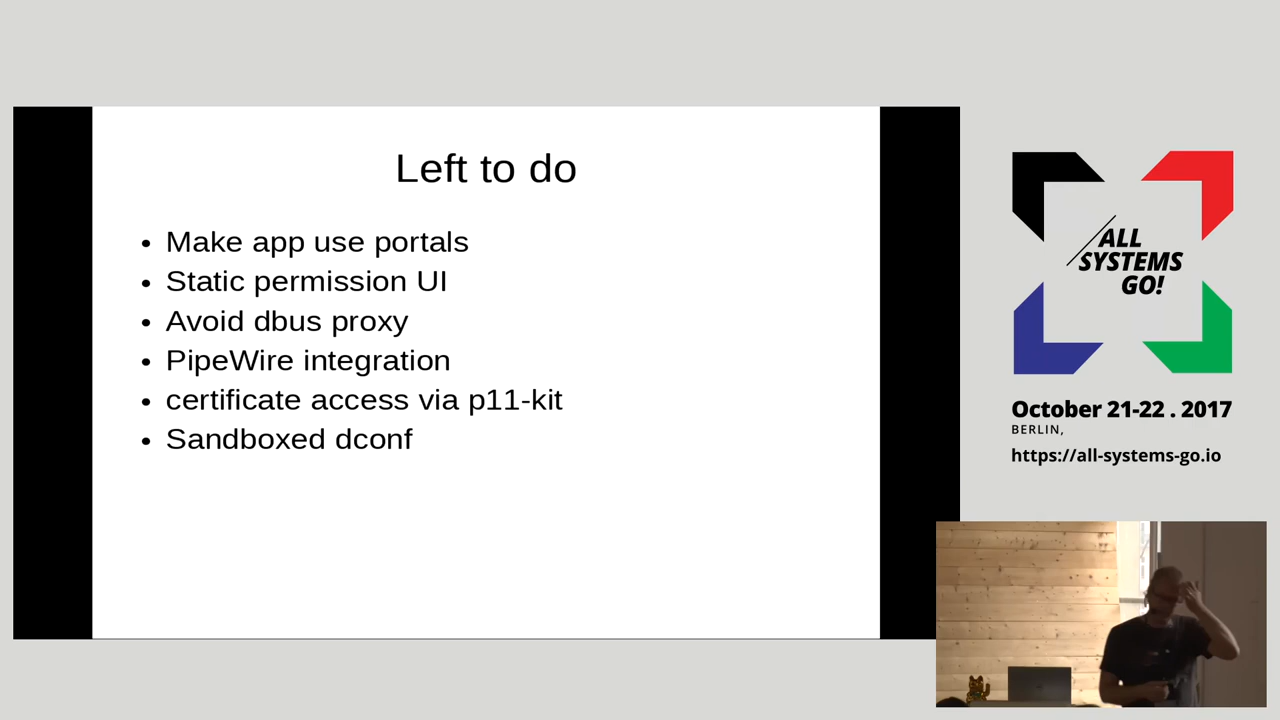 Left to do
• Make app use portals
• Static permission UI
• Avoid dbus proxy
• PipeWire integration
• certificate access via p11-kit
• Sandboxed dconf
ALL
SYSTEMS
GO!
October 21-22 . 2017
BERLIN,
https://all-systems-go.io